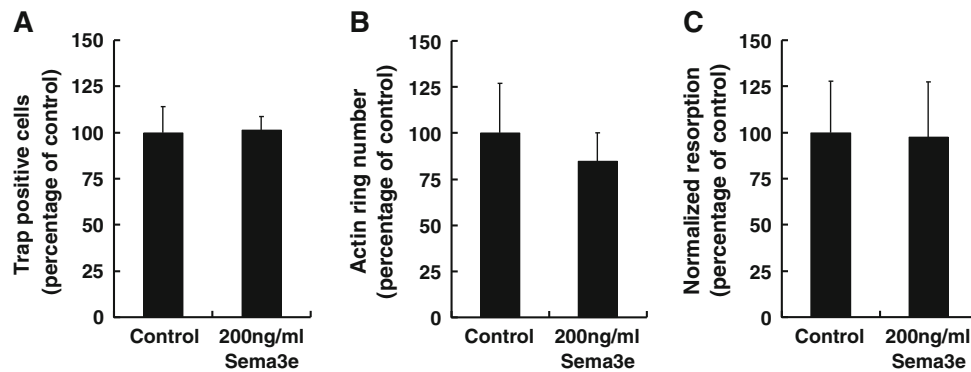 A
Trap positive cells
(percentage of control)
150
125
100
75
50
25
0
Control
200ng/ml
Sema3e
B
Actin ring number
(percentage of control)
150
125
100
75
50
25
0
Control
200ng/ml
Sema3e
C
Normalized resorption
(percentage of control)
150
125
100
75
50
25
0
Control
200ng/ml
Sema3e